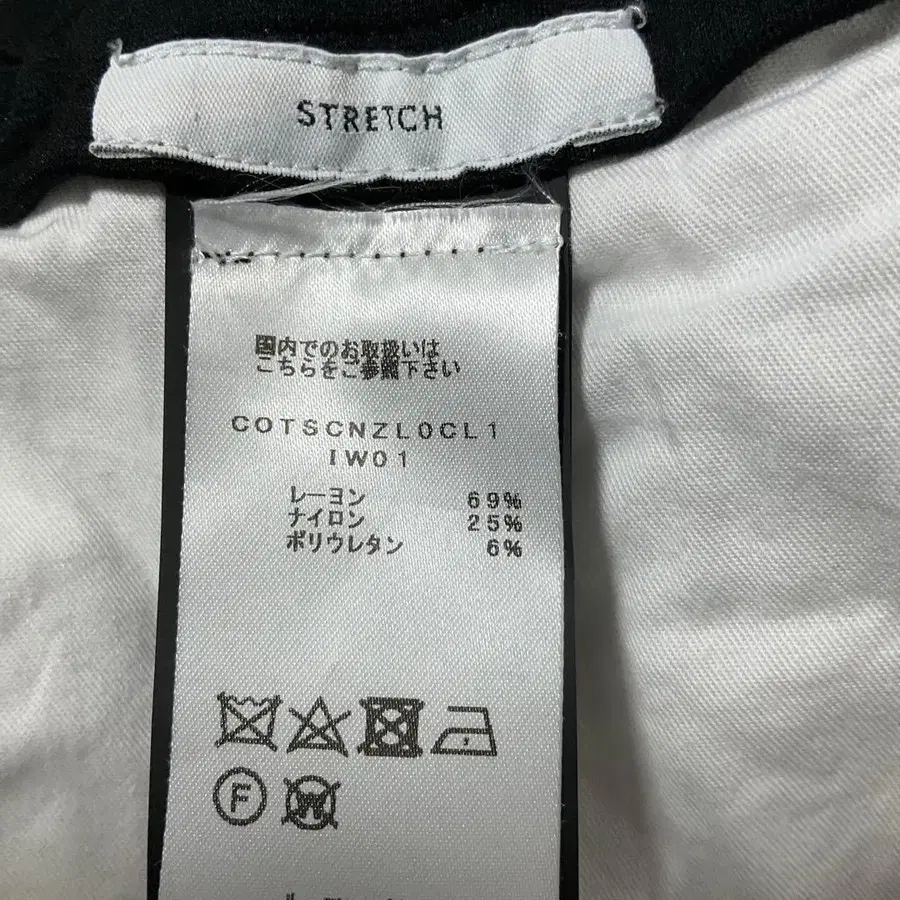 STRETCH
国内でのお取扱いは
こちらをご参照下さい
COTSCNZL0CL1
IW01
レーヨン 69%
ナイロン 25%
ポリウレタン 6%
F
W